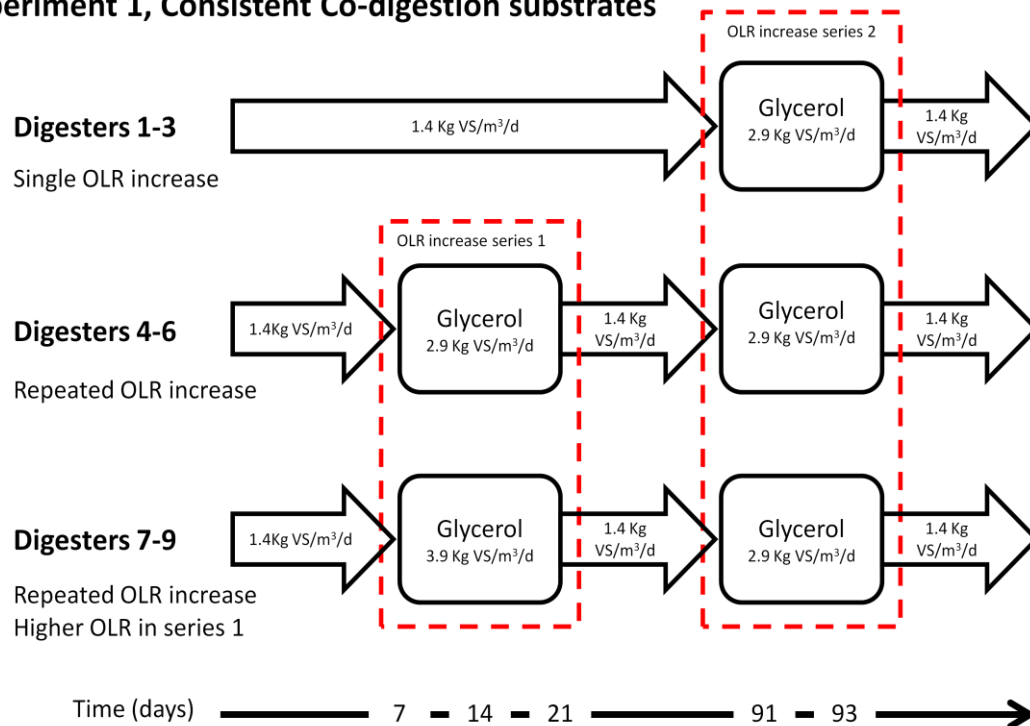 periment 1, Consistent Co-digestion substrates
OLR increase series 2
Digesters 1-3
Single OLR increase
1.4 Kg VS/m³/d
Glycerol
2.9 Kg VS/m³/d
1.4 Kg
VS/m³/d
OLR increase series 1
Digesters 4-6
Repeated OLR increase
1.4Kg VS/m³/d
Glycerol
2.9 Kg VS/m³/d
1.4 Kg
VS/m³/d
Glycerol
2.9 Kg VS/m³/d
1.4 Kg
VS/m³/d
Digesters 7-9
Repeated OLR increase
Higher OLR in series 1
1.4Kg VS/m³/d
Glycerol
3.9 Kg VS/m³/d
1.4 Kg
VS/m³/d
Glycerol
2.9 Kg VS/m³/d
1.4 Kg
VS/m³/d
Time (days) 7 14 21 91 93